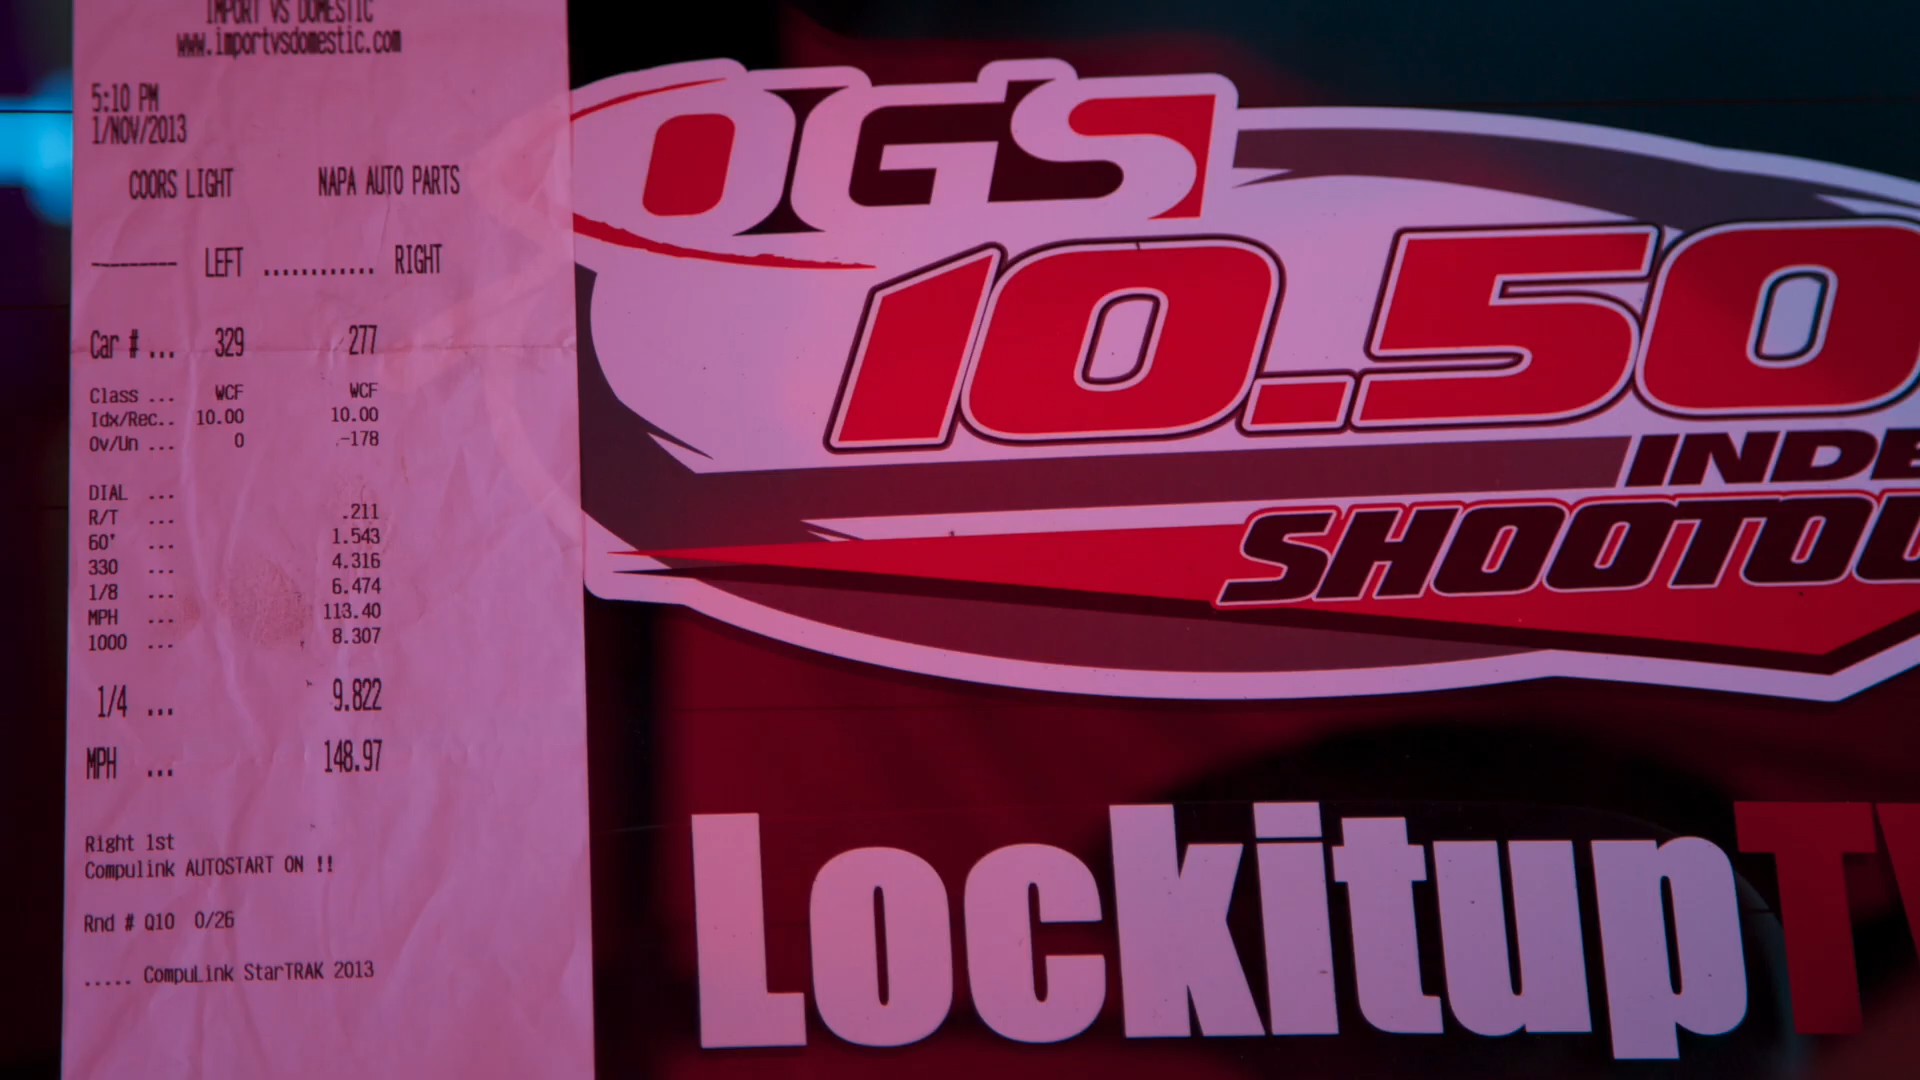 IMPORT VS DOMESTIC
www.importvsdomestic.com
5:10 PM
1/NOV/2013
COORS LIGHT NAPA AUTO PARTS
--------- LEFT ............ RIGHT
Car # ... 329 277
Class ... WCF WCF
Idx/Rec.. 10.00 10.00
Ov/Un ... 0 -178
DIAL ...
R/T ... .211
60' ... 1.543
330 ... 4.316
1/8 ... 6.474
MPH ... 113.40
1000 ... 8.307
1/4 ... 9.822
MPH ... 148.97
Right 1st
Compulink AUTOSTART ON !!
Rnd # Q10 0/26
..... CompuLink StarTRAK 2013
OG'S
10.50
INDE
SHOOTOU
LockitupTV